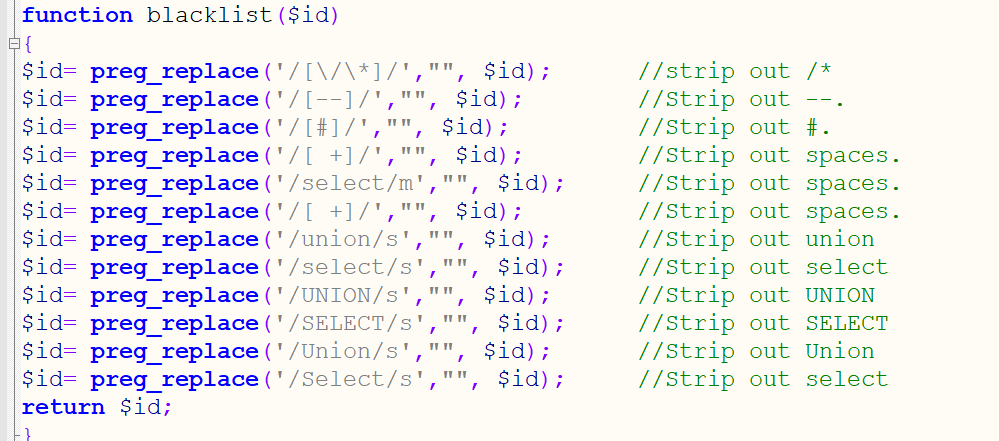 function blacklist($id)
{
$id= preg_replace('/[\/\*]/',"", $id);      //strip out /*
$id= preg_replace('/[--]/',"", $id);        //Strip out --.
$id= preg_replace('/[#]/',"", $id);         //Strip out #.
$id= preg_replace('/[ +]/',"", $id);        //Strip out spaces.
$id= preg_replace('/select/m',"", $id);     //Strip out spaces.
$id= preg_replace('/[ +]/',"", $id);        //Strip out spaces.
$id= preg_replace('/union/s',"", $id);      //Strip out union
$id= preg_replace('/select/s',"", $id);     //Strip out select
$id= preg_replace('/UNION/s',"", $id);      //Strip out UNION
$id= preg_replace('/SELECT/s',"", $id);     //Strip out SELECT
$id= preg_replace('/Union/s',"", $id);      //Strip out Union
$id= preg_replace('/Select/s',"", $id);     //Strip out select
return $id;
}